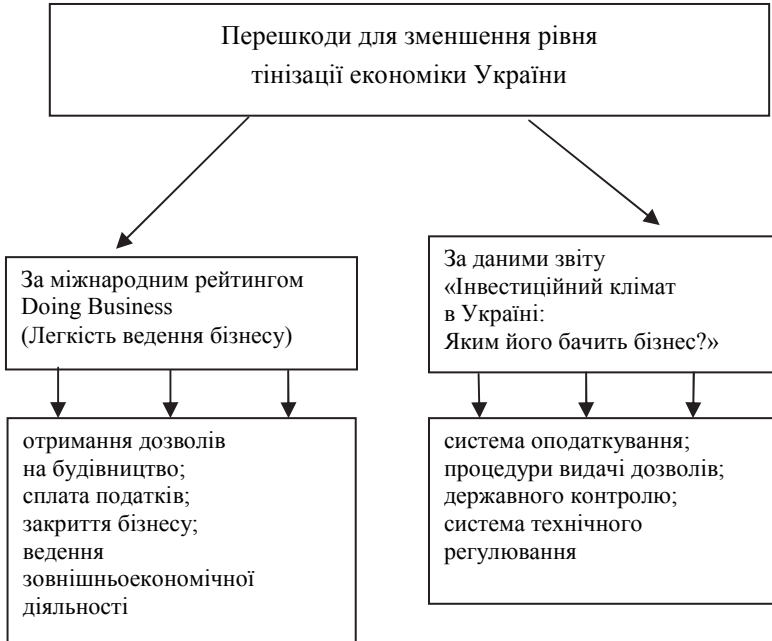 Перешкоди для зменшення рівня
тінізації економіки України
За міжнародним рейтингом
Doing Business
(Легкість ведення бізнесу)
За даними звіту
«Інвестиційний клімат
в Україні:
Яким його бачить бізнес?»
отримання дозволів
на будівництво;
сплата податків;
закриття бізнесу;
ведення
зовнішньоекономічної
діяльності
система оподаткування;
процедури видачі дозволів;
державного контролю;
система технічного
регулювання